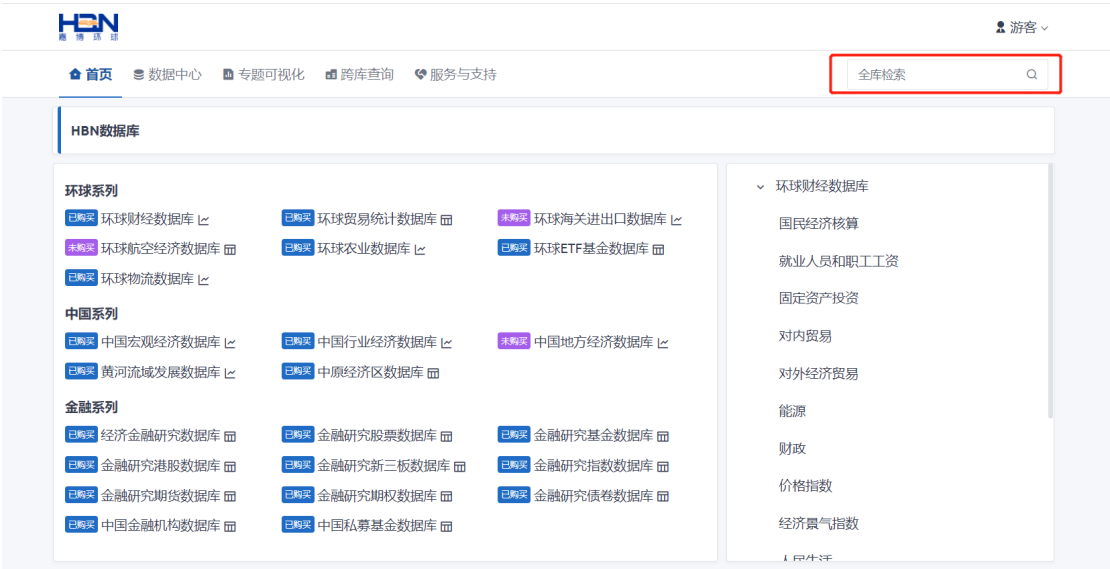 HBN
嘉博环球
游客
首页 数据中心 专题可视化 跨库查询 服务与支持
全库检索
HBN数据库
环球系列
已购买 环球财经数据库 已购买 环球贸易统计数据库 未购买 环球海关进出口数据库
未购买 环球航空经济数据库 已购买 环球农业数据库 已购买 环球ETF基金数据库
已购买 环球物流数据库
中国系列
已购买 中国宏观经济数据库 已购买 中国行业经济数据库 未购买 中国地方经济数据库
已购买 黄河流域发展数据库 已购买 中原经济区数据库
金融系列
已购买 经济金融研究数据库 已购买 金融研究股票数据库 已购买 金融研究基金数据库
已购买 金融研究港股数据库 已购买 金融研究新三板数据库 已购买 金融研究指数数据库
已购买 金融研究期货数据库 已购买 金融研究期权数据库 已购买 金融研究债卷数据库
已购买 中国金融机构数据库 已购买 中国私募基金数据库
环球财经数据库
国民经济核算
就业人员和职工工资
固定资产投资
对内贸易
对外经济贸易
能源
财政
价格指数
经济景气指数
人民生活